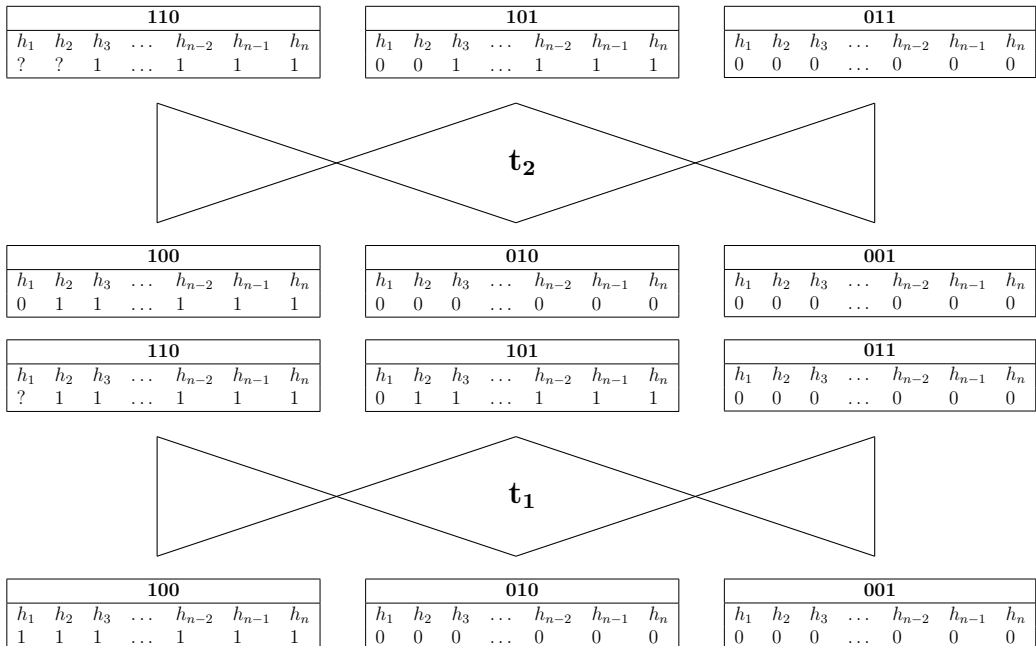 110 101 011
h₁ h₂ h₃ … hₙ₋₂ hₙ₋₁ hₙ h₁ h₂ h₃ … hₙ₋₂ hₙ₋₁ hₙ h₁ h₂ h₃ … hₙ₋₂ hₙ₋₁ hₙ
? ? 1 … 1 1 1 0 0 1 … 1 1 1 0 0 0 … 0 0 0
t₂
100 010 001
h₁ h₂ h₃ … hₙ₋₂ hₙ₋₁ hₙ h₁ h₂ h₃ … hₙ₋₂ hₙ₋₁ hₙ h₁ h₂ h₃ … hₙ₋₂ hₙ₋₁ hₙ
0 1 1 … 1 1 1 0 0 0 … 0 0 0 0 0 0 … 0 0 0
110 101 011
h₁ h₂ h₃ … hₙ₋₂ hₙ₋₁ hₙ h₁ h₂ h₃ … hₙ₋₂ hₙ₋₁ hₙ h₁ h₂ h₃ … hₙ₋₂ hₙ₋₁ hₙ
? 1 1 … 1 1 1 0 1 1 … 1 1 1 0 0 0 … 0 0 0
t₁
100 010 001
h₁ h₂ h₃ … hₙ₋₂ hₙ₋₁ hₙ h₁ h₂ h₃ … hₙ₋₂ hₙ₋₁ hₙ h₁ h₂ h₃ … hₙ₋₂ hₙ₋₁ hₙ
1 1 1 … 1 1 1 0 0 0 … 0 0 0 0 0 0 … 0 0 0